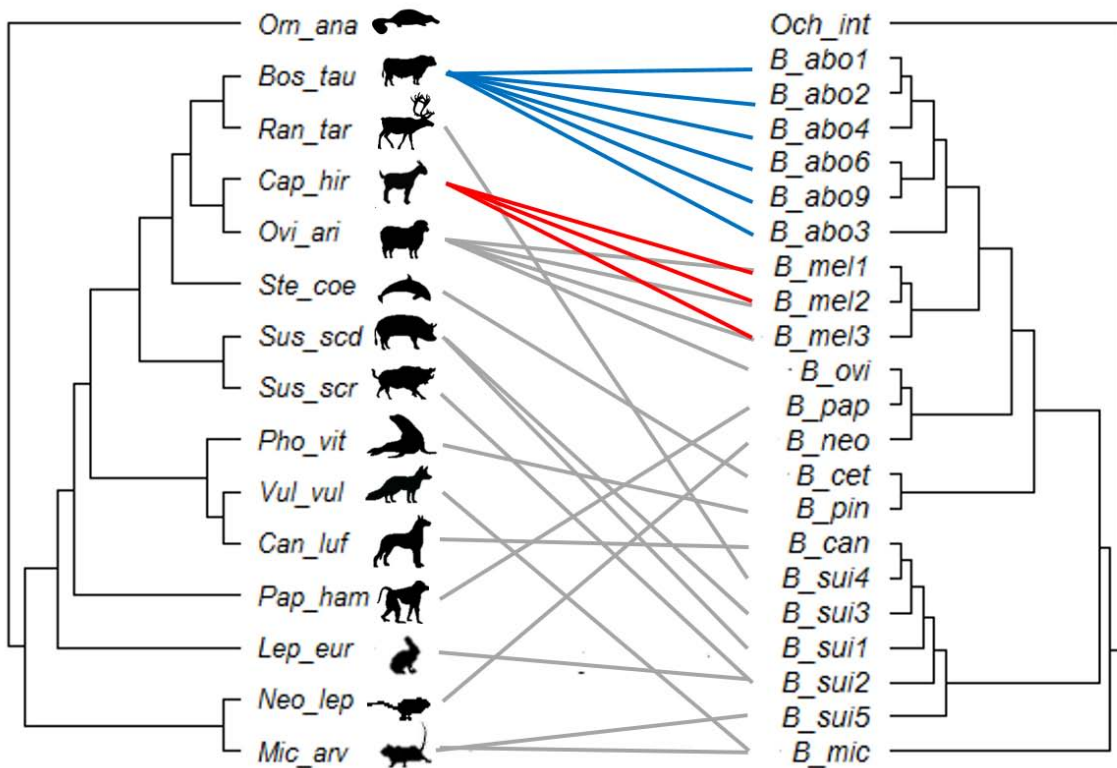 Orn_ana
Bos_tau
Ran_tar
Cap_hir
Ovi_ari
Ste_coe
Sus_scd
Sus_scr
Pho_vit
Vul_vul
Can_luf
Pap_ham
Lep_eur
Neo_lep
Mic_arv
Och_int
B_abo1
B_abo2
B_abo4
B_abo6
B_abo9
B_abo3
B_mel1
B_mel2
B_mel3
B_ovi
B_pap
B_neo
B_cet
B_pin
B_can
B_sui4
B_sui3
B_sui1
B_sui2
B_sui5
B_mic